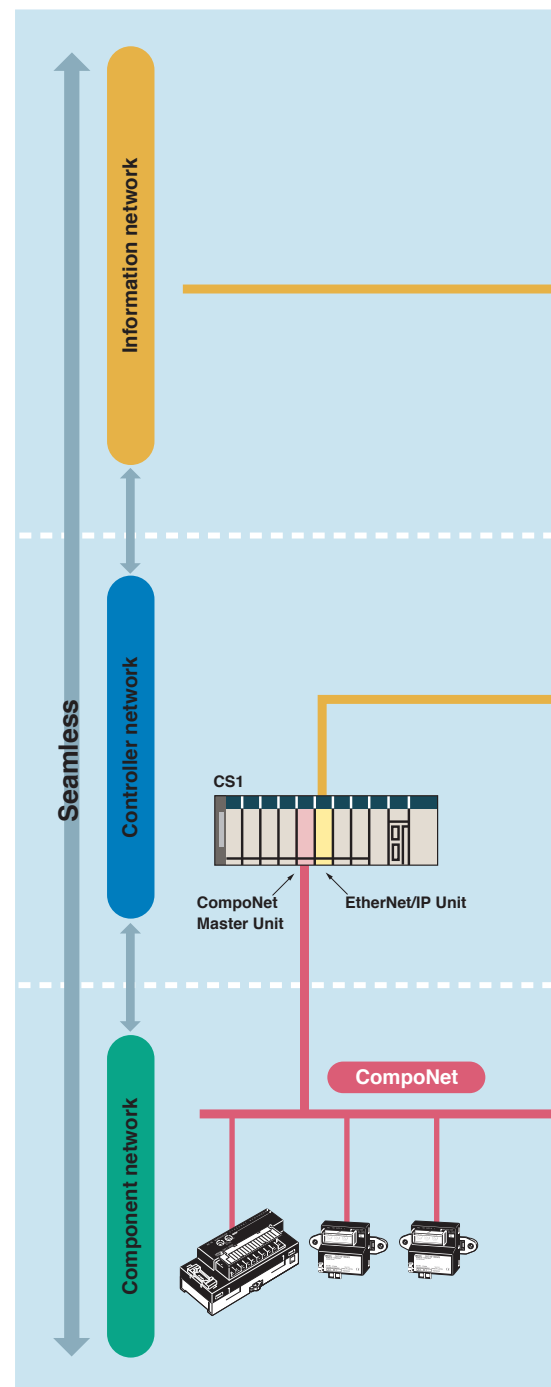 Information network
Seamless
Controller network
CS1
CompoNet
Master Unit
EtherNet/IP Unit
CompoNet
Component network